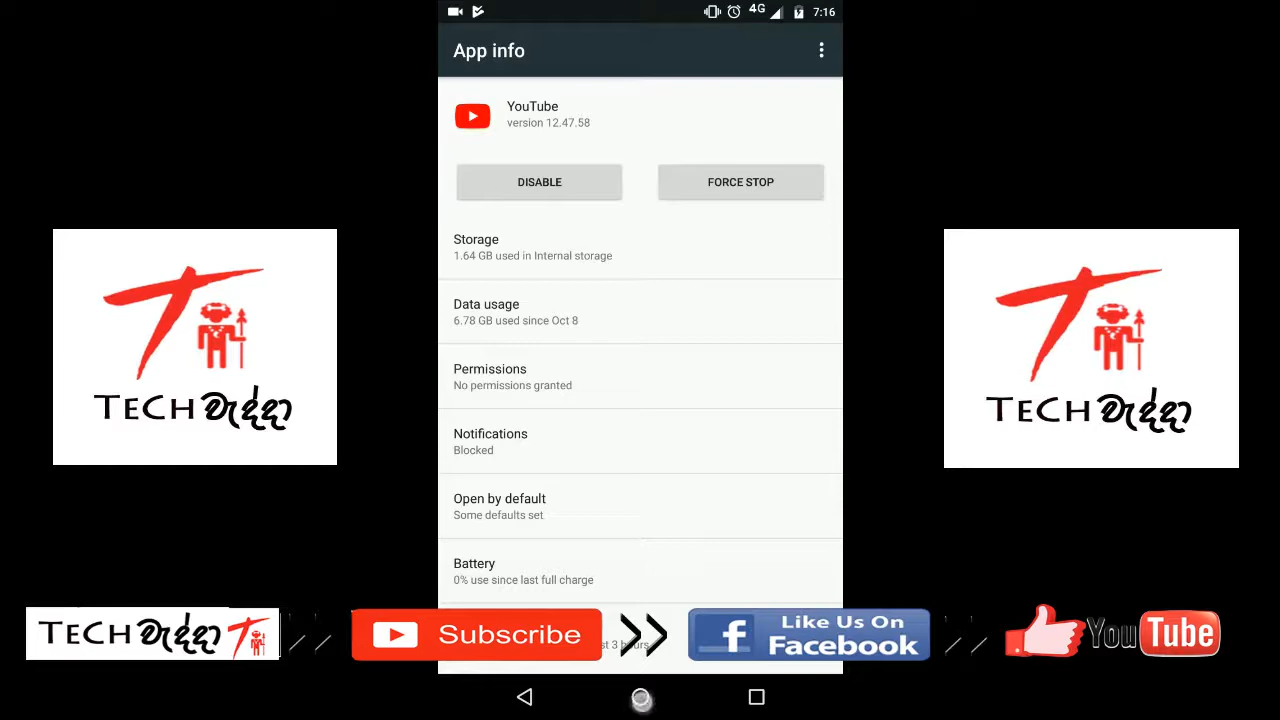 4G 7:16
App info
YouTube
version 12.47.58
DISABLE FORCE STOP
Storage
1.64 GB used in Internal storage
Data usage
6.78 GB used since Oct 8
Permissions
No permissions granted
Notifications
Blocked
Open by default
Some defaults set
Battery
0% use since last full charge
TECH වැද්දා
TECH වැද්දා
st 3 hours
TECH වැද්දා
Subscribe
Like Us On
Facebook
YouTube